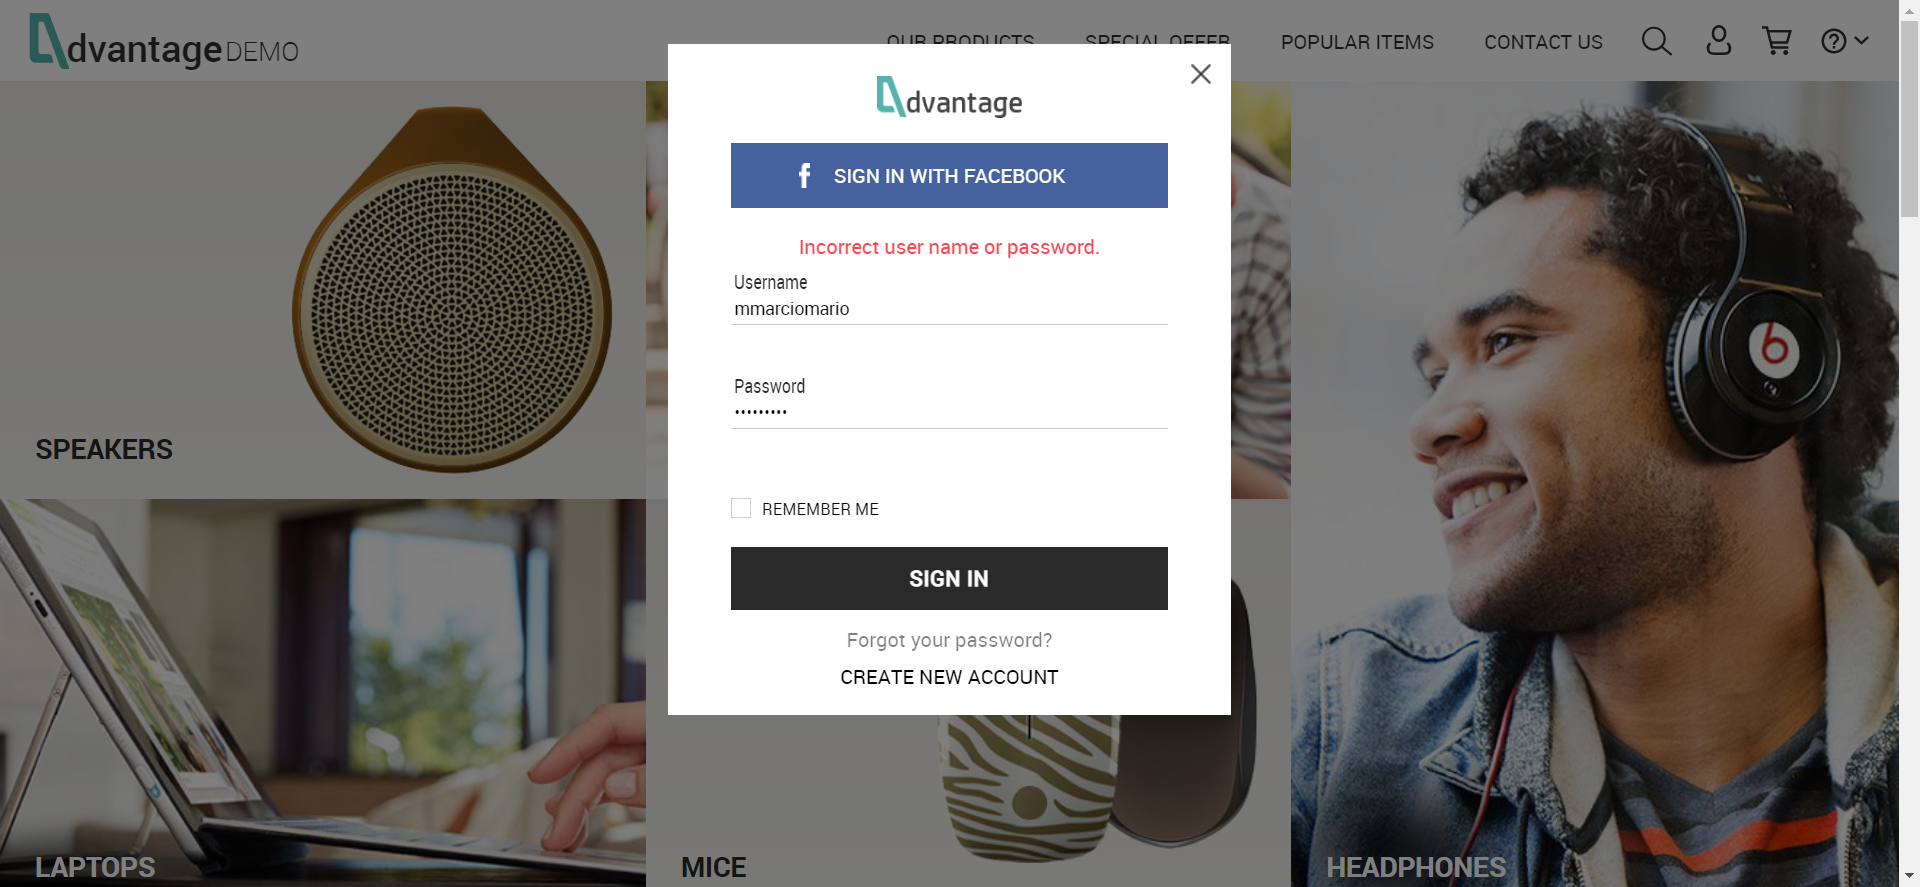 dvantage DEMO
OUR PRODUCTS
SPECIAL OFFER
POPULAR ITEMS
CONTACT US
dvantage
SIGN IN WITH FACEBOOK
Incorrect user name or password.
Username
mmarciomario
Password
•••••••••
REMEMBER ME
SIGN IN
Forgot your password?
CREATE NEW ACCOUNT
SPEAKERS
LAPTOPS
MICE
HEADPHONES